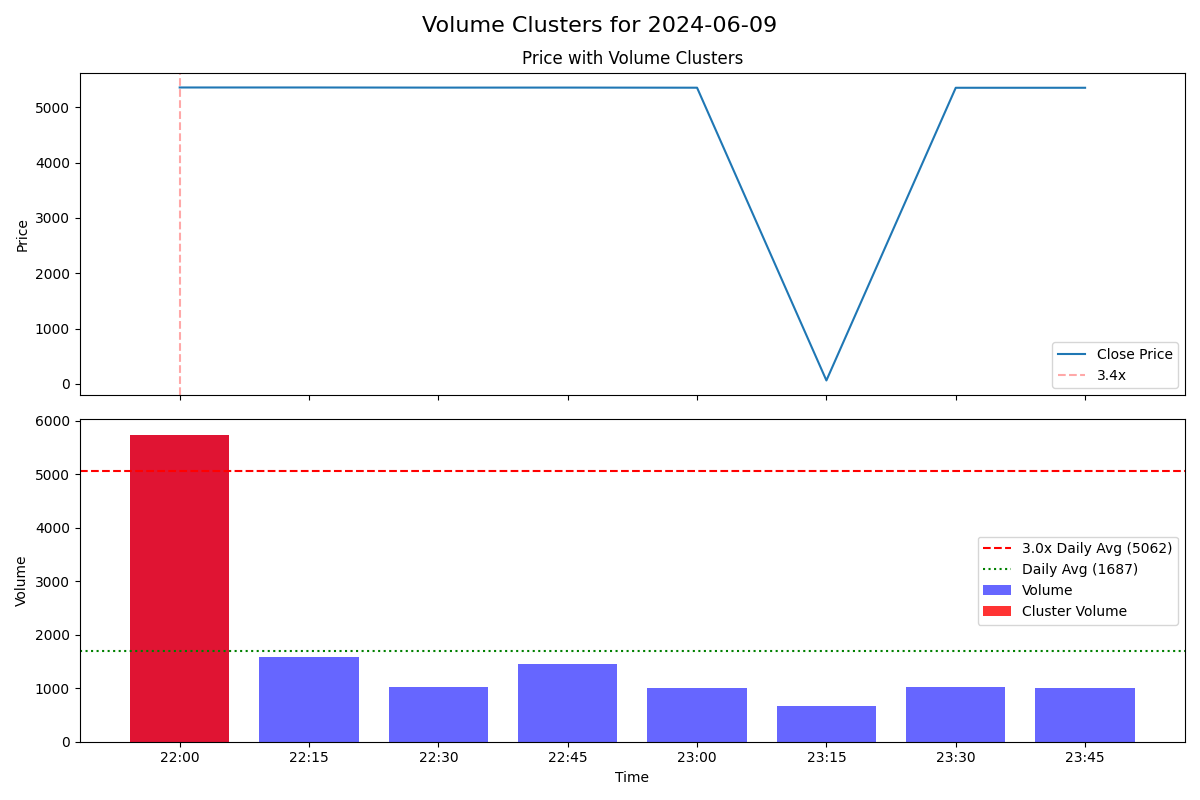 Volume Clusters for 2024-06-09
Price with Volume Clusters
Price
5000
4000
3000
2000
1000
0
Close Price
3.4x
Volume
6000
5000
4000
3000
2000
1000
0
3.0x Daily Avg (5062)
Daily Avg (1687)
Volume
Cluster Volume
22:00 22:15 22:30 22:45 23:00 23:15 23:30 23:45
Time